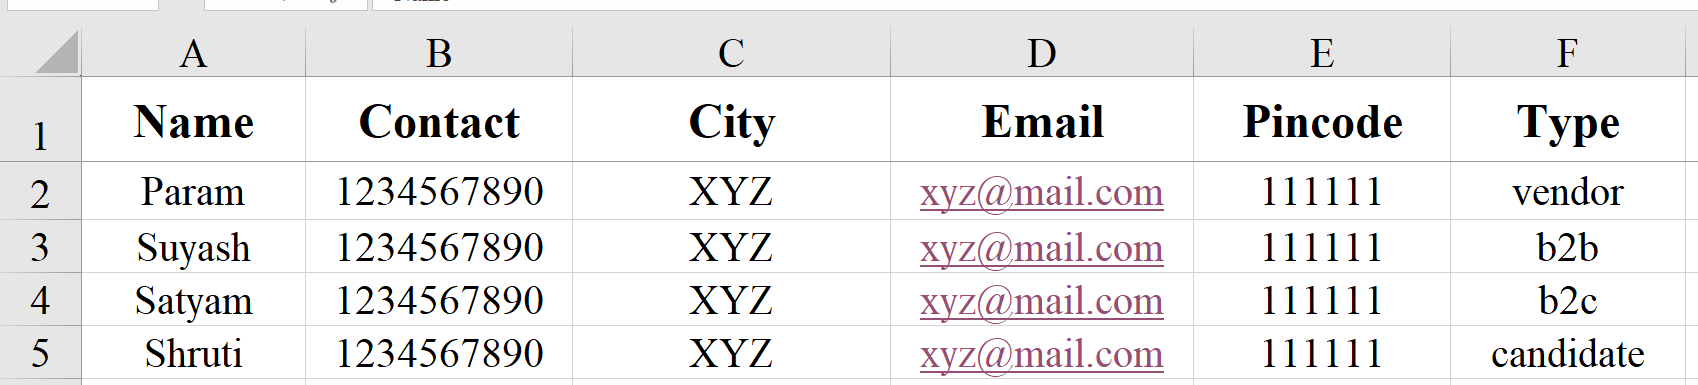 A B C D E F
1 Name Contact City Email Pincode Type
2 Param 1234567890 XYZ xyz@mail.com 111111 vendor
3 Suyash 1234567890 XYZ xyz@mail.com 111111 b2b
4 Satyam 1234567890 XYZ xyz@mail.com 111111 b2c
5 Shruti 1234567890 XYZ xyz@mail.com 111111 candidate